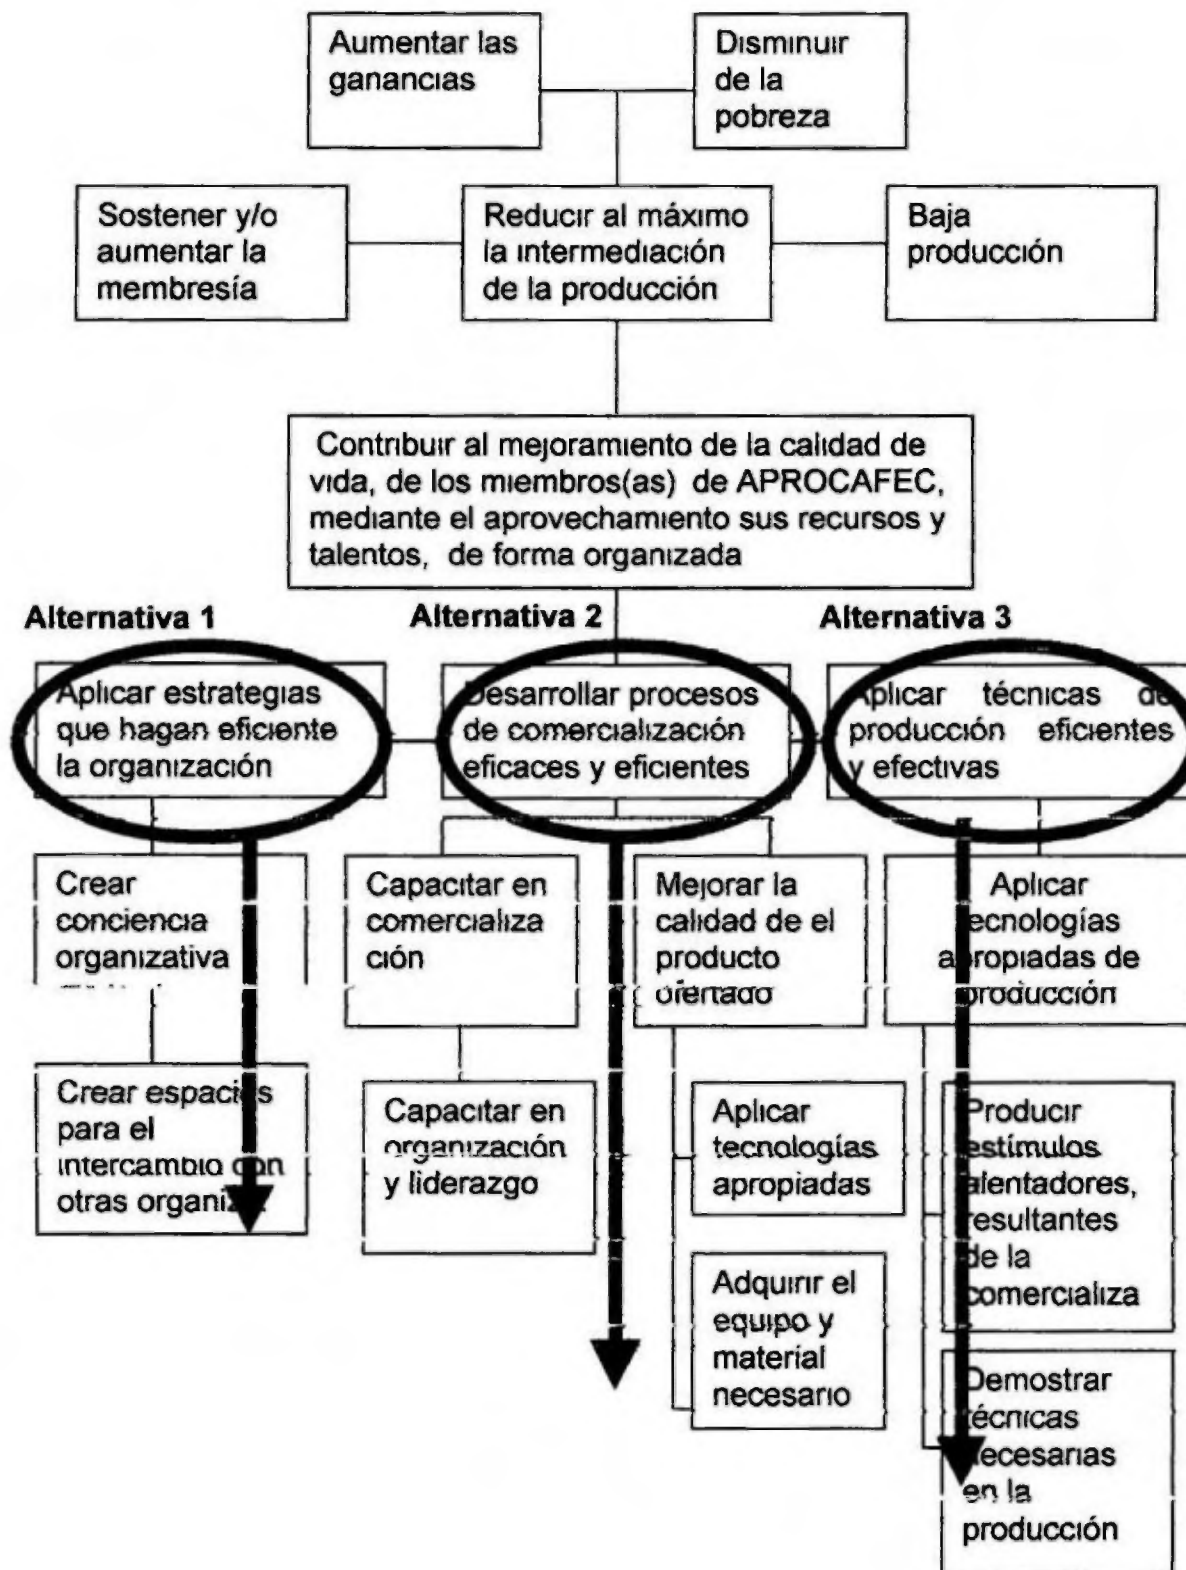 Aumentar las
ganancias
Disminuir
de la
pobreza
Sostener y/o
aumentar la
membresía
Reducir al máximo
la intermediación
de la producción
Baja
producción
Contribuir al mejoramiento de la calidad de
vida, de los miembros(as) de APROCAFEC,
mediante el aprovechamiento sus recursos y
talentos, de forma organizada
Alternativa 1
Alternativa 2
Alternativa 3
Aplicar estrategias
que hagan eficiente
la organización
Desarrollar procesos
de comercialización
eficaces y eficientes
Aplicar técnicas de
producción eficientes
y efectivas
Crear
conciencia
organizativa
Capacitar en
comercializa
ción
Mejorar la
calidad de el
producto
ofertado
Aplicar
tecnologías
apropiadas de
producción
Crear espacios
para el
intercambio con
otras organiza
Capacitar en
organización
y liderazgo
Aplicar
tecnologías
apropiadas
Adquirir el
equipo y
material
necesario
Producir
estímulos
alentadores,
resultantes
de la
comercializa
Demostrar
técnicas
necesarias
en la
producción